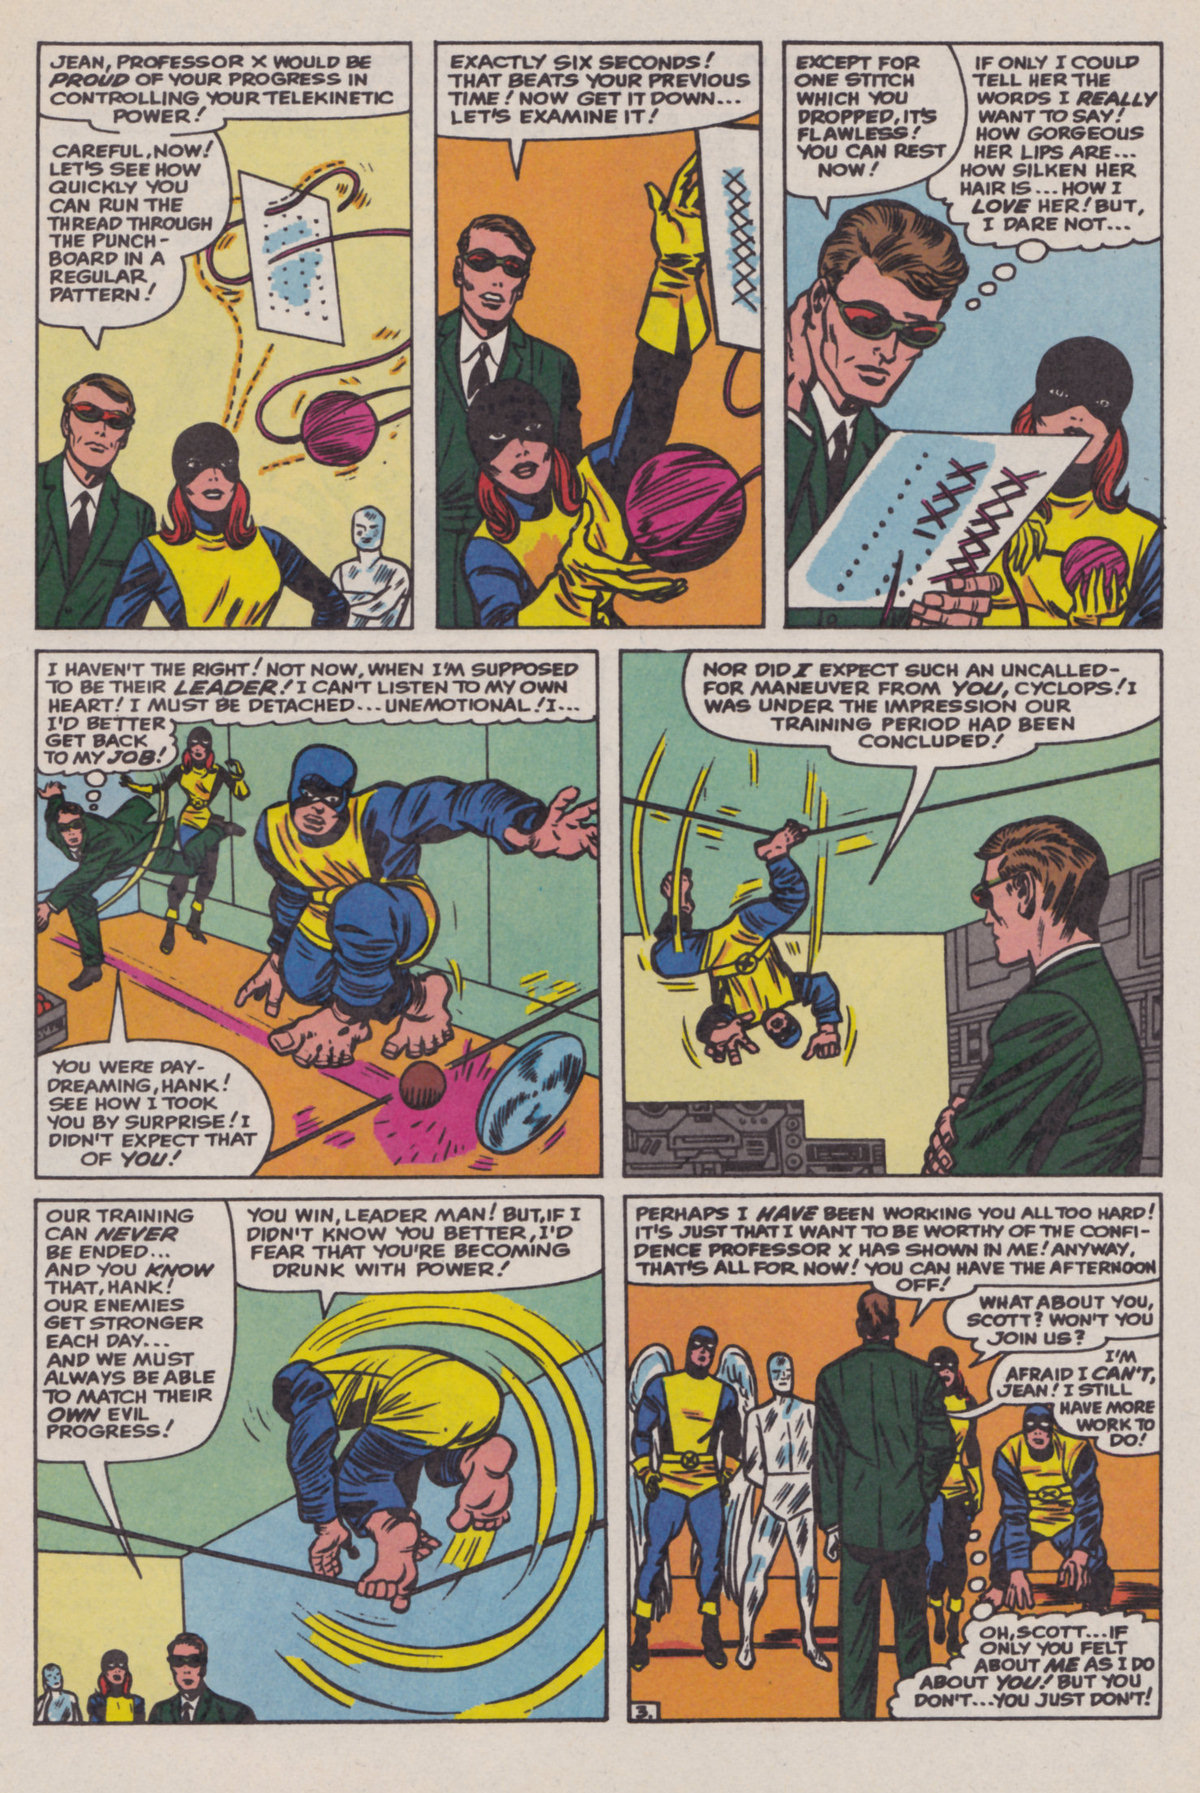 JEAN, PROFESSOR X WOULD BE
PROUD OF YOUR PROGRESS IN
CONTROLLING YOUR TELEKINETIC
POWER!
CAREFUL, NOW!
LET'S SEE HOW
QUICKLY YOU
CAN RUN THE
THREAD THROUGH
THE PUNCH-
BOARD IN A
REGULAR
PATTERN!
EXACTLY SIX SECONDS!
THAT BEATS YOUR PREVIOUS
TIME! NOW GET IT DOWN...
LET'S EXAMINE IT!
EXCEPT FOR
ONE STITCH
WHICH YOU
DROPPED, IT'S
FLAWLESS!
YOU CAN REST
NOW!
IF ONLY I COULD
TELL HER THE
WORDS I REALLY
WANT TO SAY!
HOW GORGEOUS
HER LIPS ARE...
HOW SILKEN HER
HAIR IS... HOW I
LOVE HER! BUT,
I DARE NOT...
I HAVEN'T THE RIGHT! NOT NOW, WHEN I'M SUPPOSED
TO BE THEIR LEADER! I CAN'T LISTEN TO MY OWN
HEART! I MUST BE DETACHED... UNEMOTIONAL! I...
I'D BETTER
GET BACK
TO MY JOB!
YOU WERE DAY-
DREAMING, HANK!
SEE HOW I TOOK
YOU BY SURPRISE! I
DIDN'T EXPECT THAT
OF YOU!
NOR DID I EXPECT SUCH AN UNCALLED-
FOR MANEUVER FROM YOU, CYCLOPS! I
WAS UNDER THE IMPRESSION OUR
TRAINING PERIOD HAD BEEN
CONCLUDED!
OUR TRAINING
CAN NEVER
BE ENDED...
AND YOU KNOW
THAT, HANK!
OUR ENEMIES
GET STRONGER
EACH DAY...
AND WE MUST
ALWAYS BE ABLE
TO MATCH THEIR
OWN EVIL
PROGRESS!
YOU WIN, LEADER MAN! BUT, IF I
DIDN'T KNOW YOU BETTER, I'D
FEAR THAT YOU'RE BECOMING
DRUNK WITH POWER!
PERHAPS I HAVE BEEN WORKING YOU ALL TOO HARD!
IT'S JUST THAT I WANT TO BE WORTHY OF THE CONFI-
DENCE PROFESSOR X HAS SHOWN IN ME! ANYWAY,
THAT'S ALL FOR NOW! YOU CAN HAVE THE AFTERNOON
OFF!
WHAT ABOUT YOU,
SCOTT? WON'T YOU
JOIN US?
I'M
AFRAID I CAN'T,
JEAN! I STILL
HAVE MORE
WORK TO
DO!
OH, SCOTT... IF
ONLY YOU FELT
ABOUT ME AS I DO
ABOUT YOU! BUT YOU
DON'T... YOU JUST DON'T!
3.